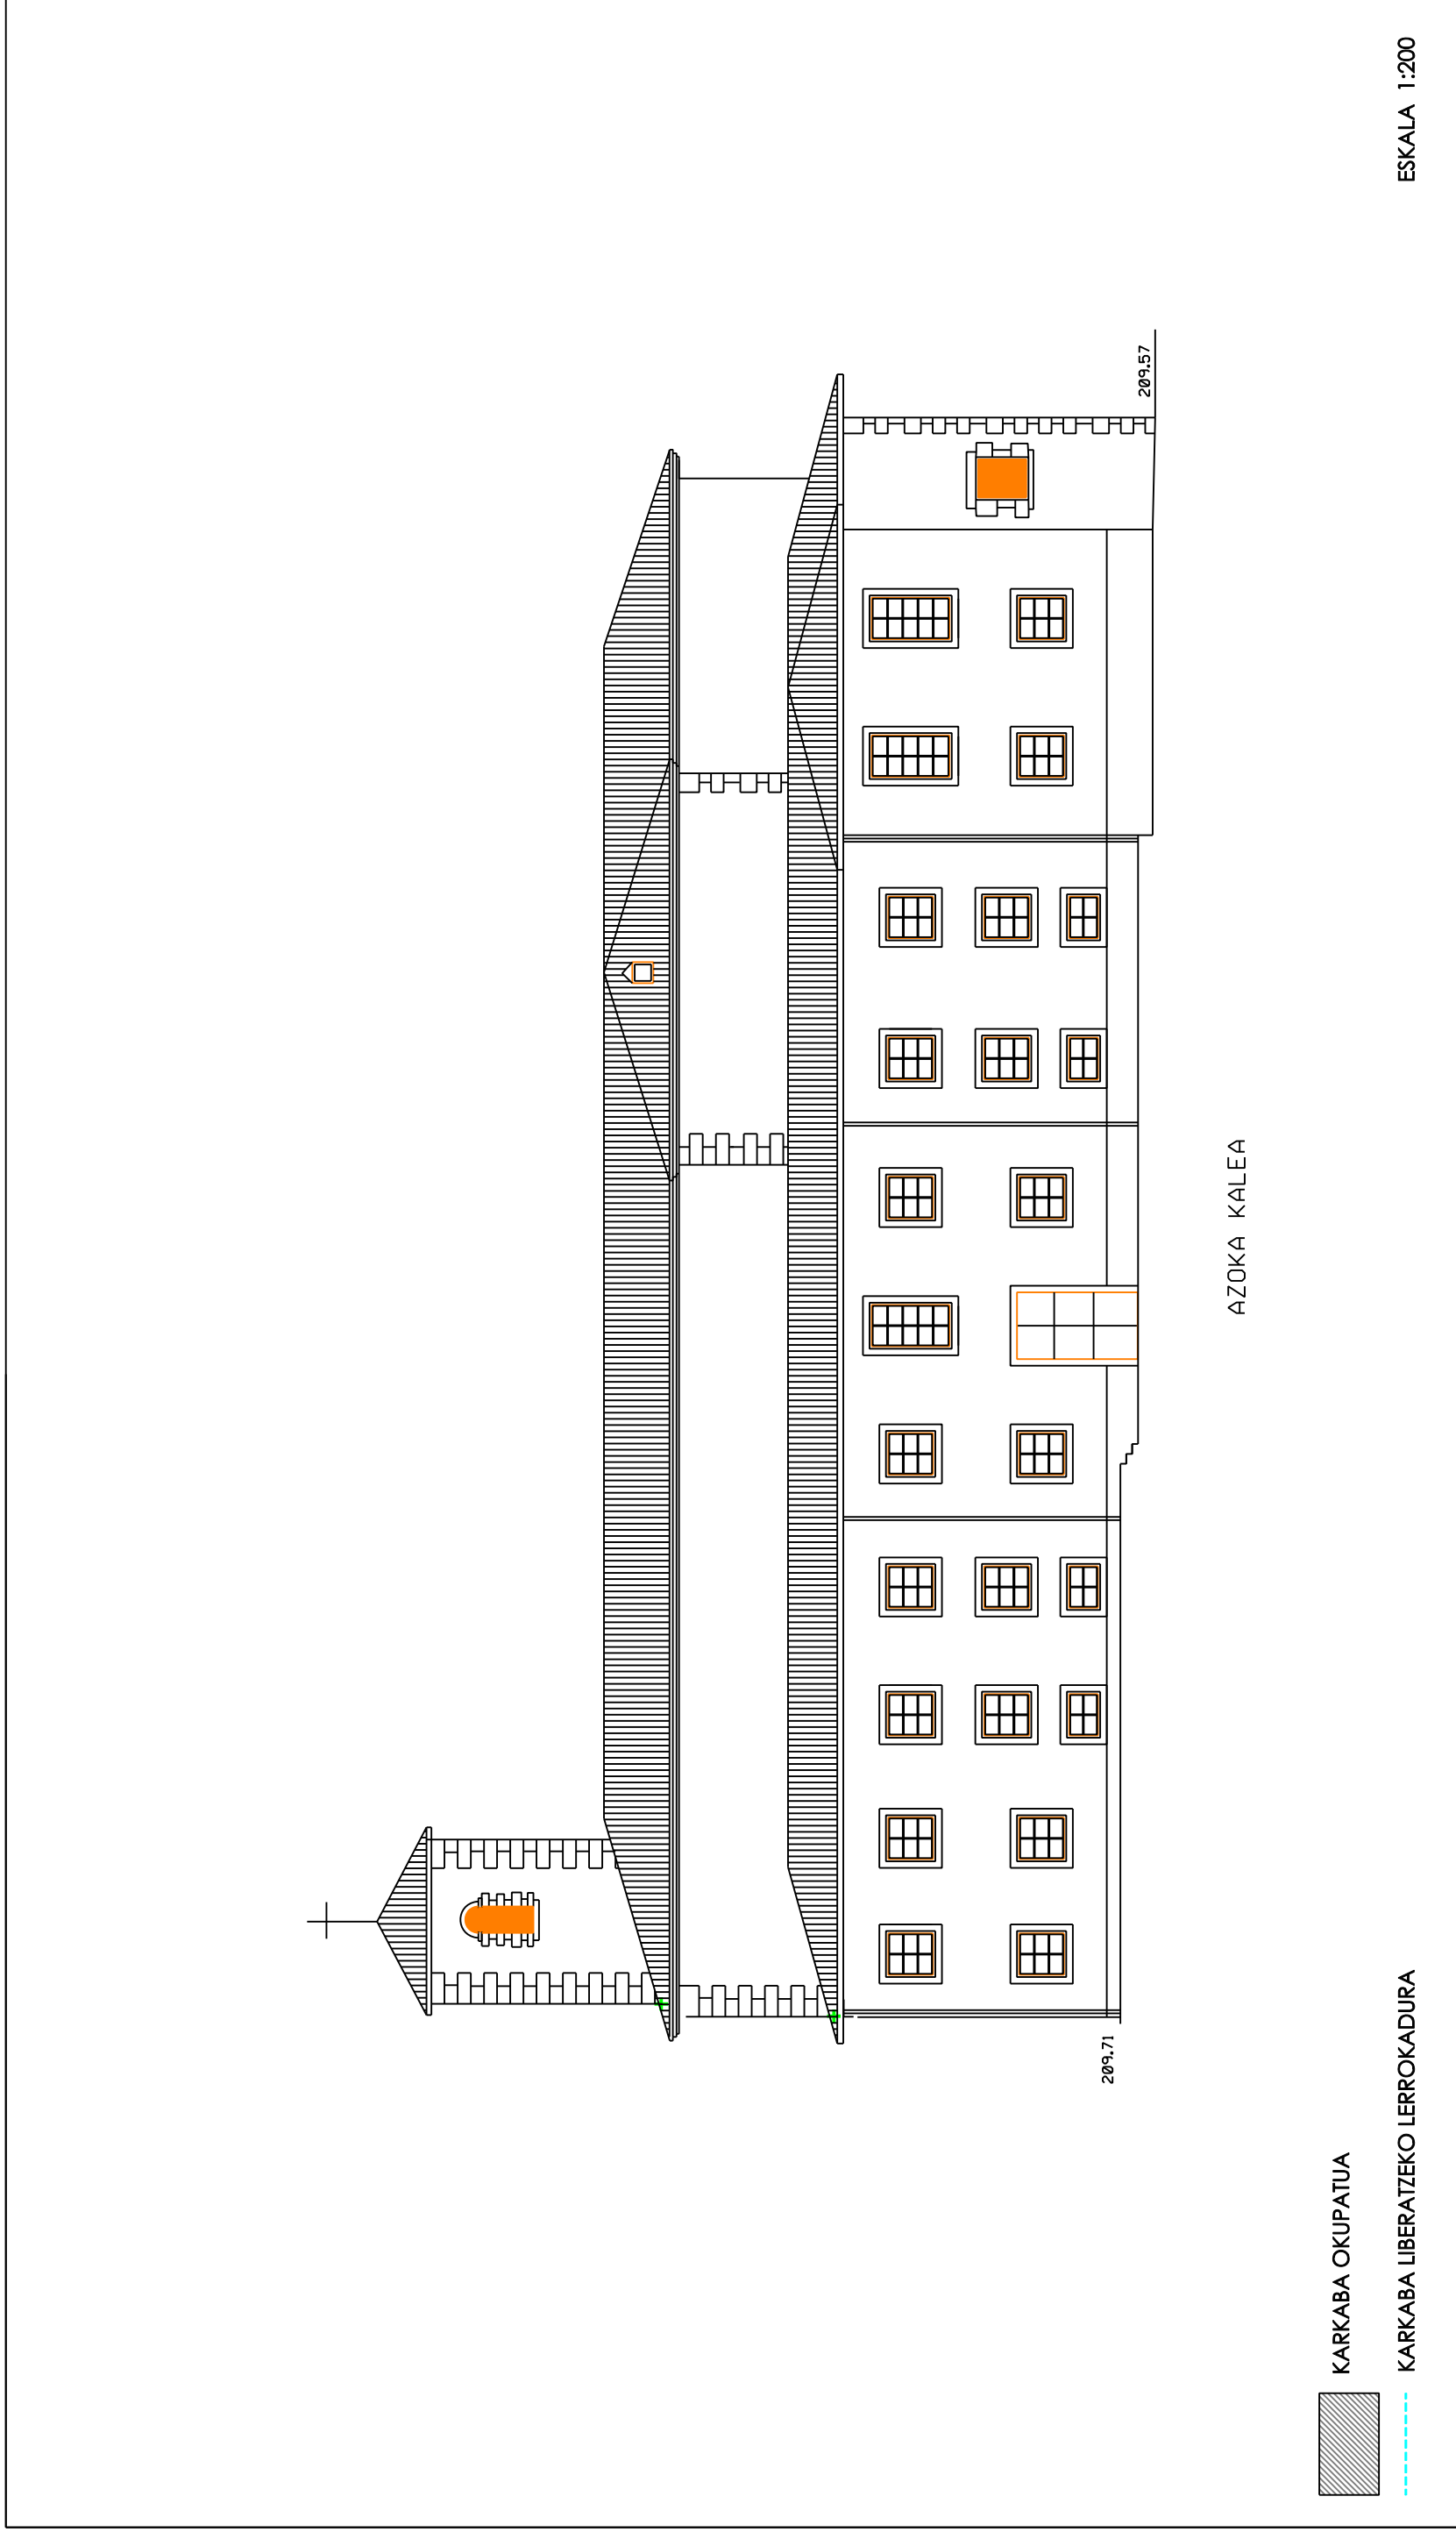 209.57
209.71
AZOKA KALEA
KARKABA OKUPATUA
KARKABA LIBERATZEKO LERROKADURA
ESKALA 1:200